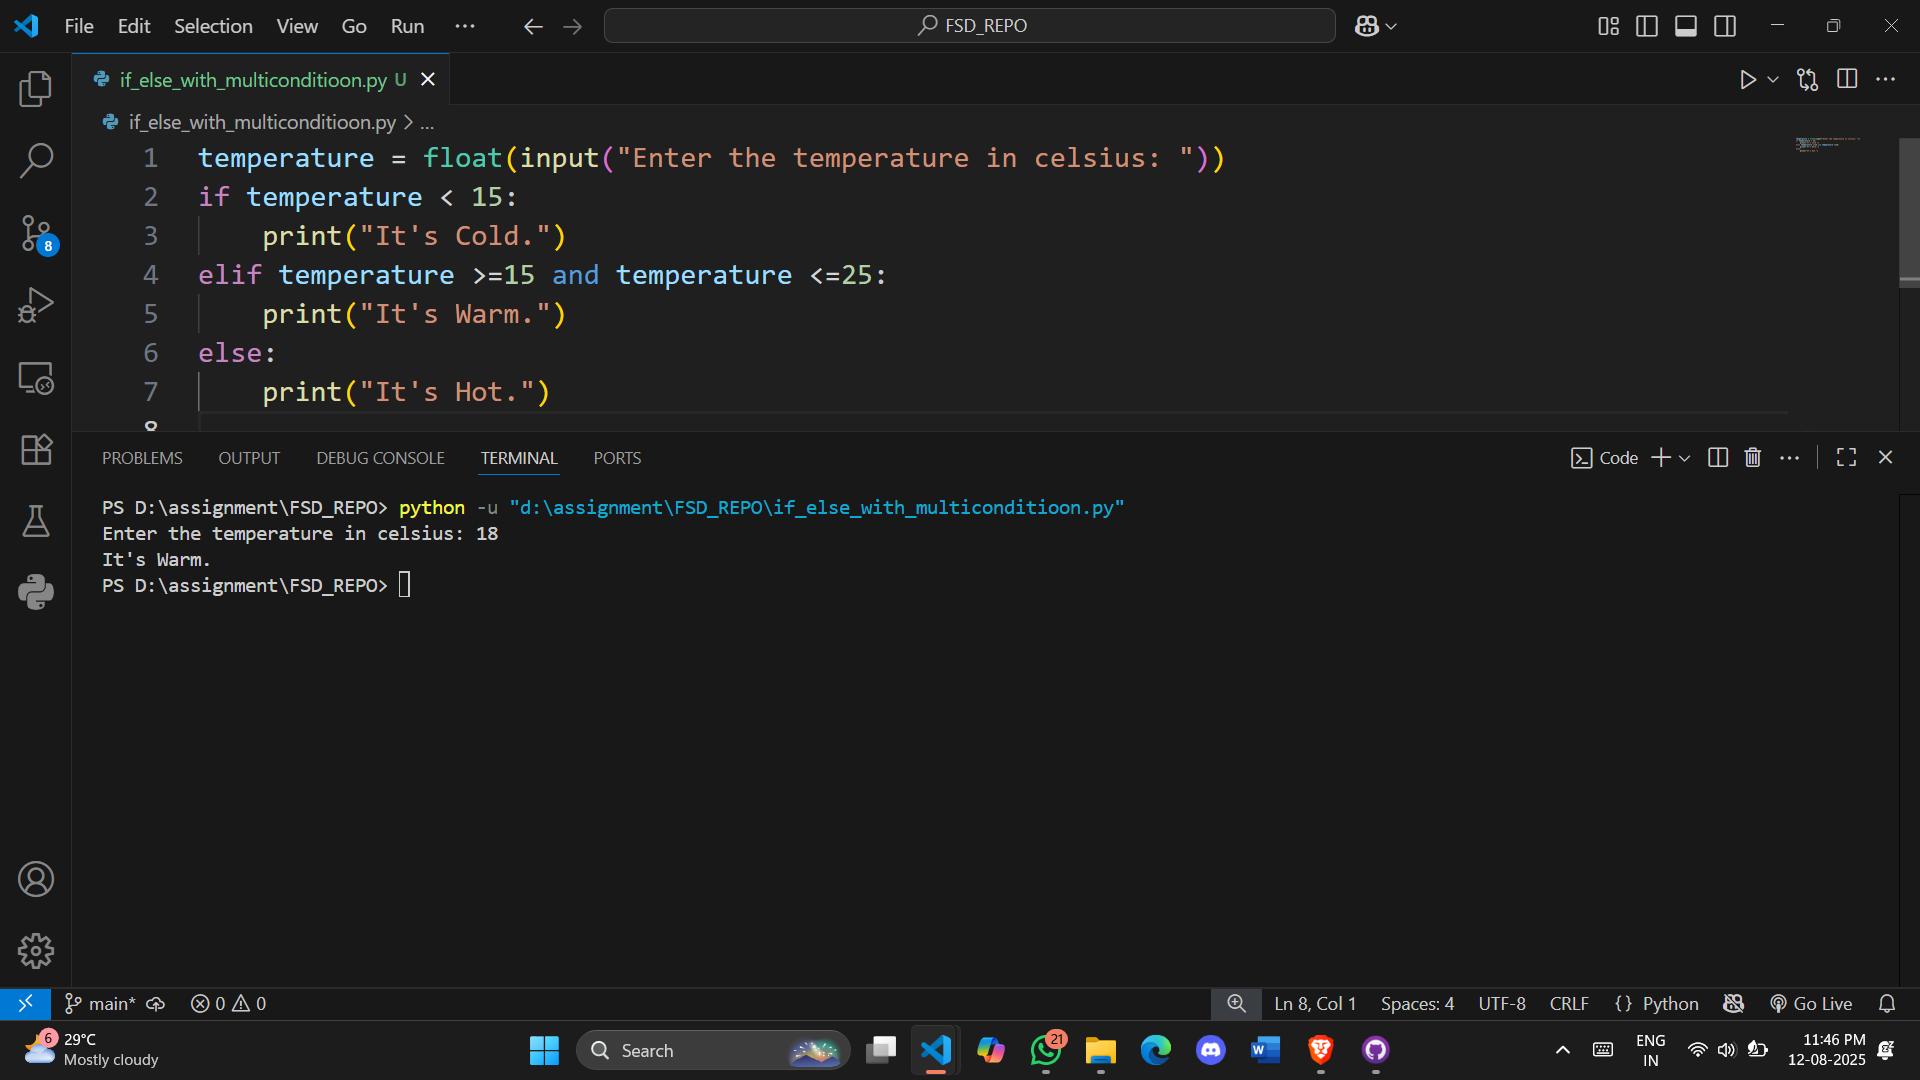 File Edit Selection View Go Run ··· FSD_REPO
if_else_with_multiconditioon.py U
if_else_with_multiconditioon.py > ...
1 temperature = float(input("Enter the temperature in celsius: "))
2 if temperature < 15:
3     print("It's Cold.")
4 elif temperature >=15 and temperature <=25:
5     print("It's Warm.")
6 else:
7     print("It's Hot.")
8
8
PROBLEMS OUTPUT DEBUG CONSOLE TERMINAL PORTS Code
PS D:\assignment\FSD_REPO> python -u "d:\assignment\FSD_REPO\if_else_with_multiconditioon.py"
Enter the temperature in celsius: 18
It's Warm.
PS D:\assignment\FSD_REPO>
main* 0 0 Ln 8, Col 1 Spaces: 4 UTF-8 CRLF {} Python Go Live
6 29°C
Mostly cloudy
Search
21
ENG
IN
11:46 PM
12-08-2025